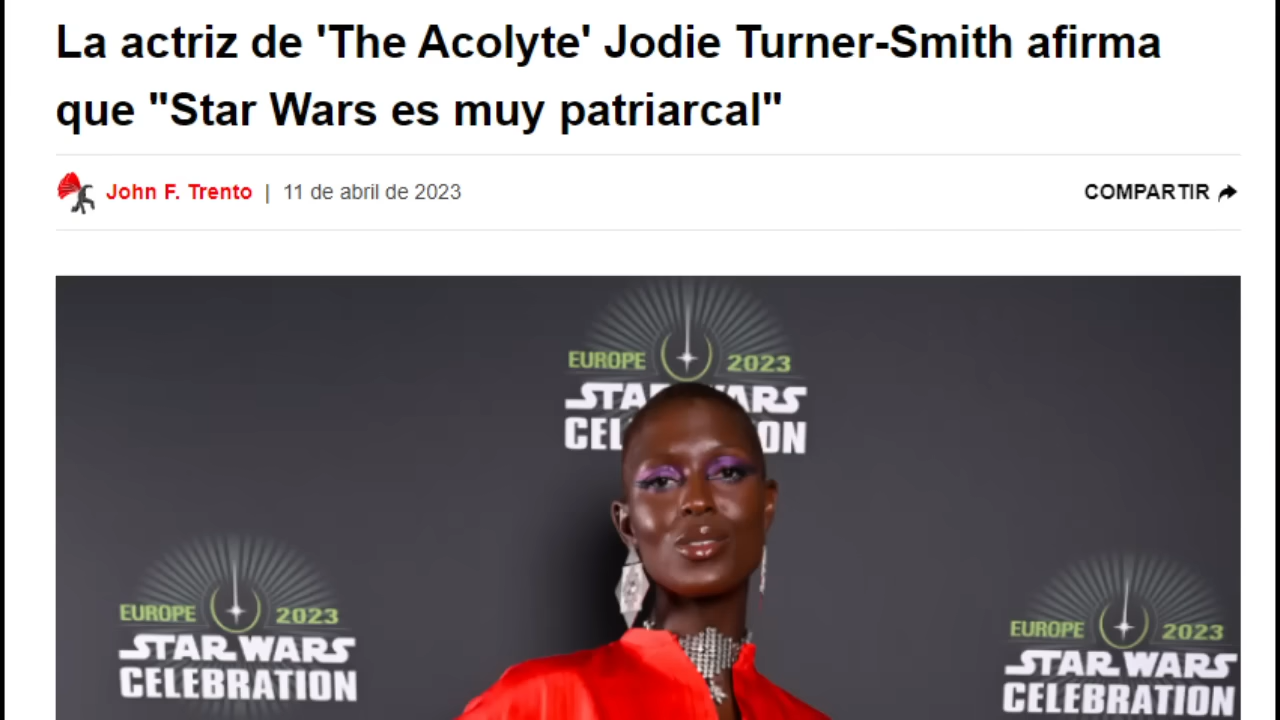 La actriz de 'The Acolyte' Jodie Turner-Smith afirma
que "Star Wars es muy patriarcal"
John F. Trento | 11 de abril de 2023
COMPARTIR
EUROPE 2023
STAR WARS
CELEBRATION
EUROPE 2023
STAR WARS
CELEBRATION
EUROPE 2023
STAR WARS
CELEBRATION